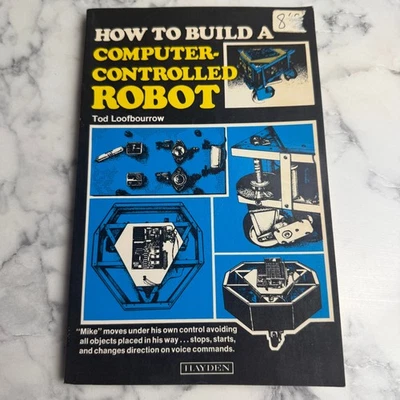 HOW TO BUILD A
COMPUTER-
CONTROLLED
ROBOT
Tod Loofbourrow
"Mike" moves under his own control avoiding
all objects placed in his way...stops, starts,
and changes direction on voice commands.
HAYDEN